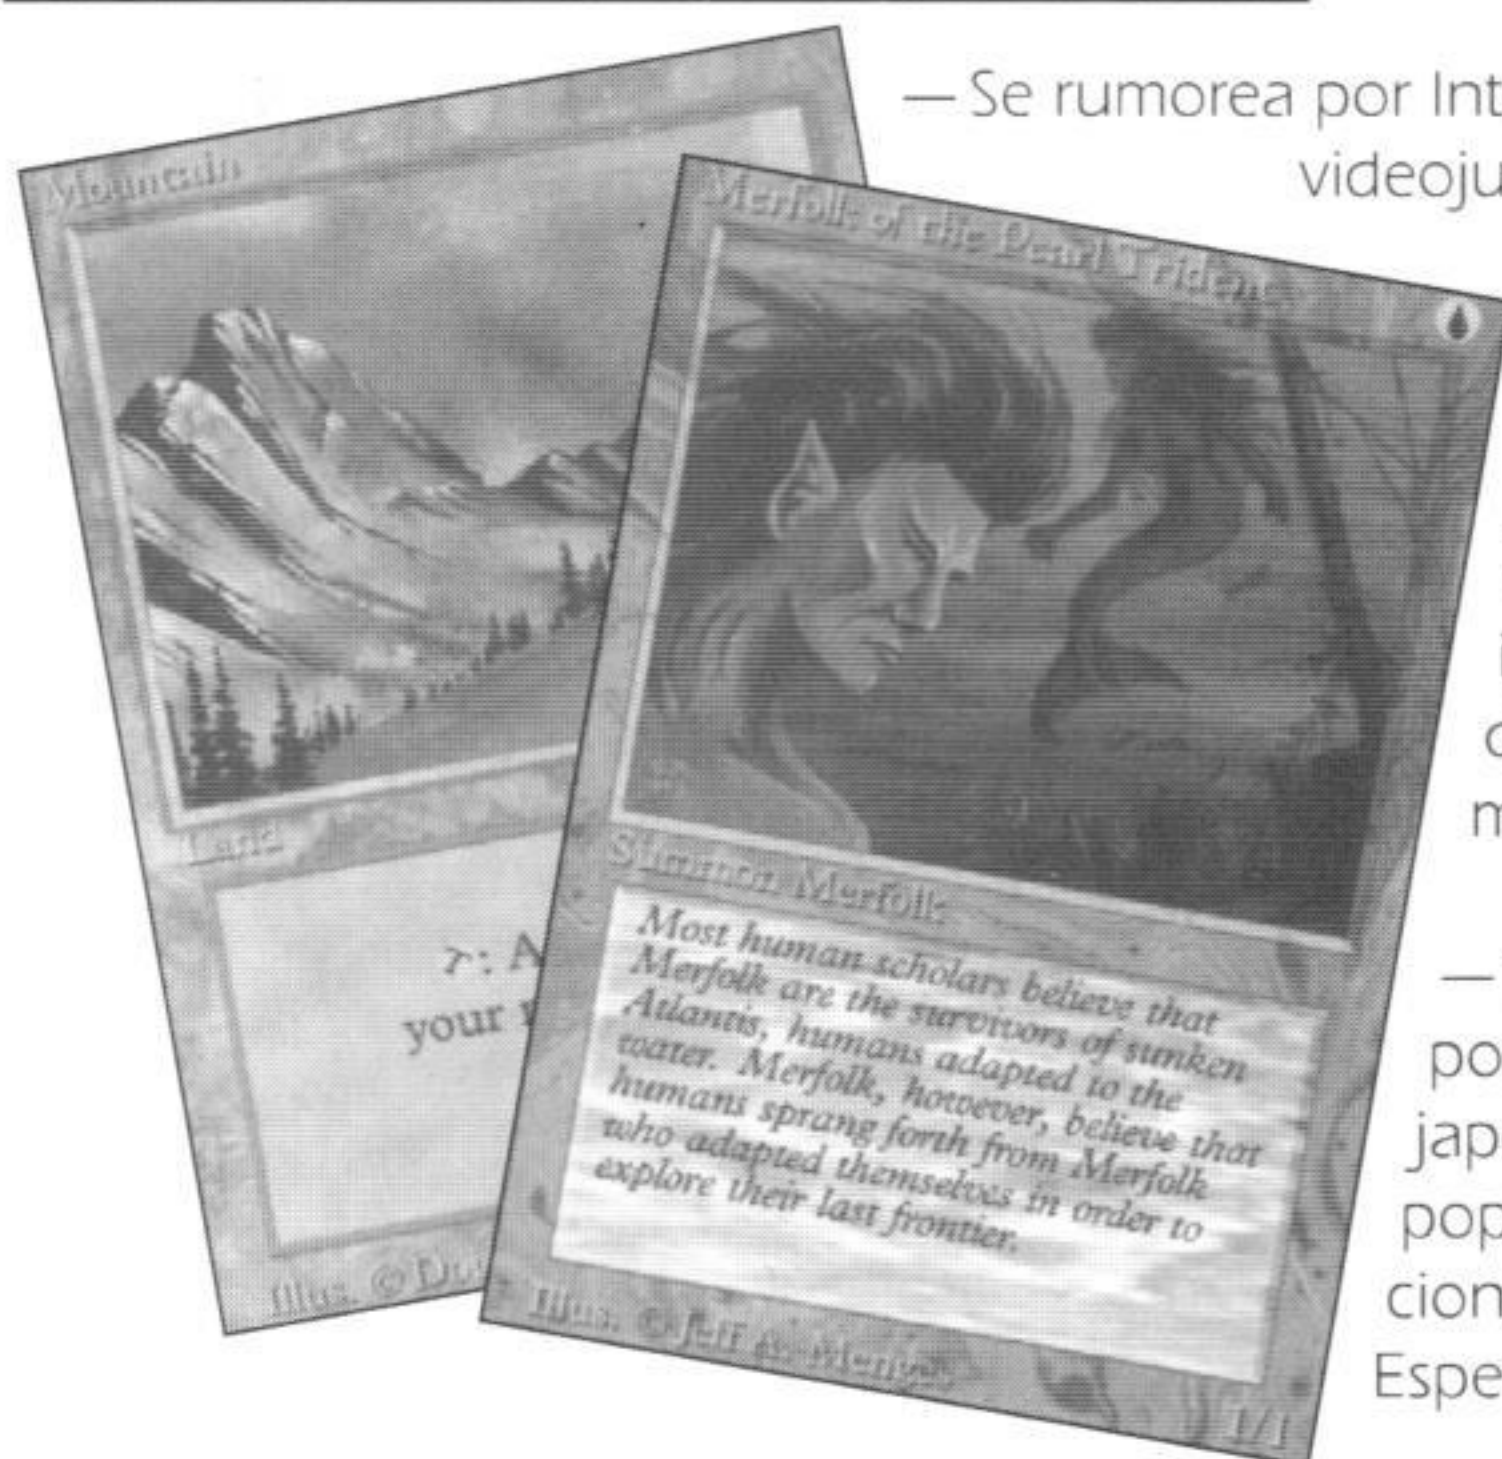 — Se rumorea por Int
videoju
Mountain
Land
T: A
your
Illus. © Do
Merfolk of the Pearl Trident
Summon Merfolk
Most human scholars believe that
Merfolk are the survivors of sunken
Atlantis, humans adapted to the
water. Merfolk, however, believe that
humans sprang forth from Merfolk
who adapted themselves in order to
explore their last frontier.
Illus. © Jeff A. Menges
1/1
i
c
m
—
po
jap
pop
cion
Espe